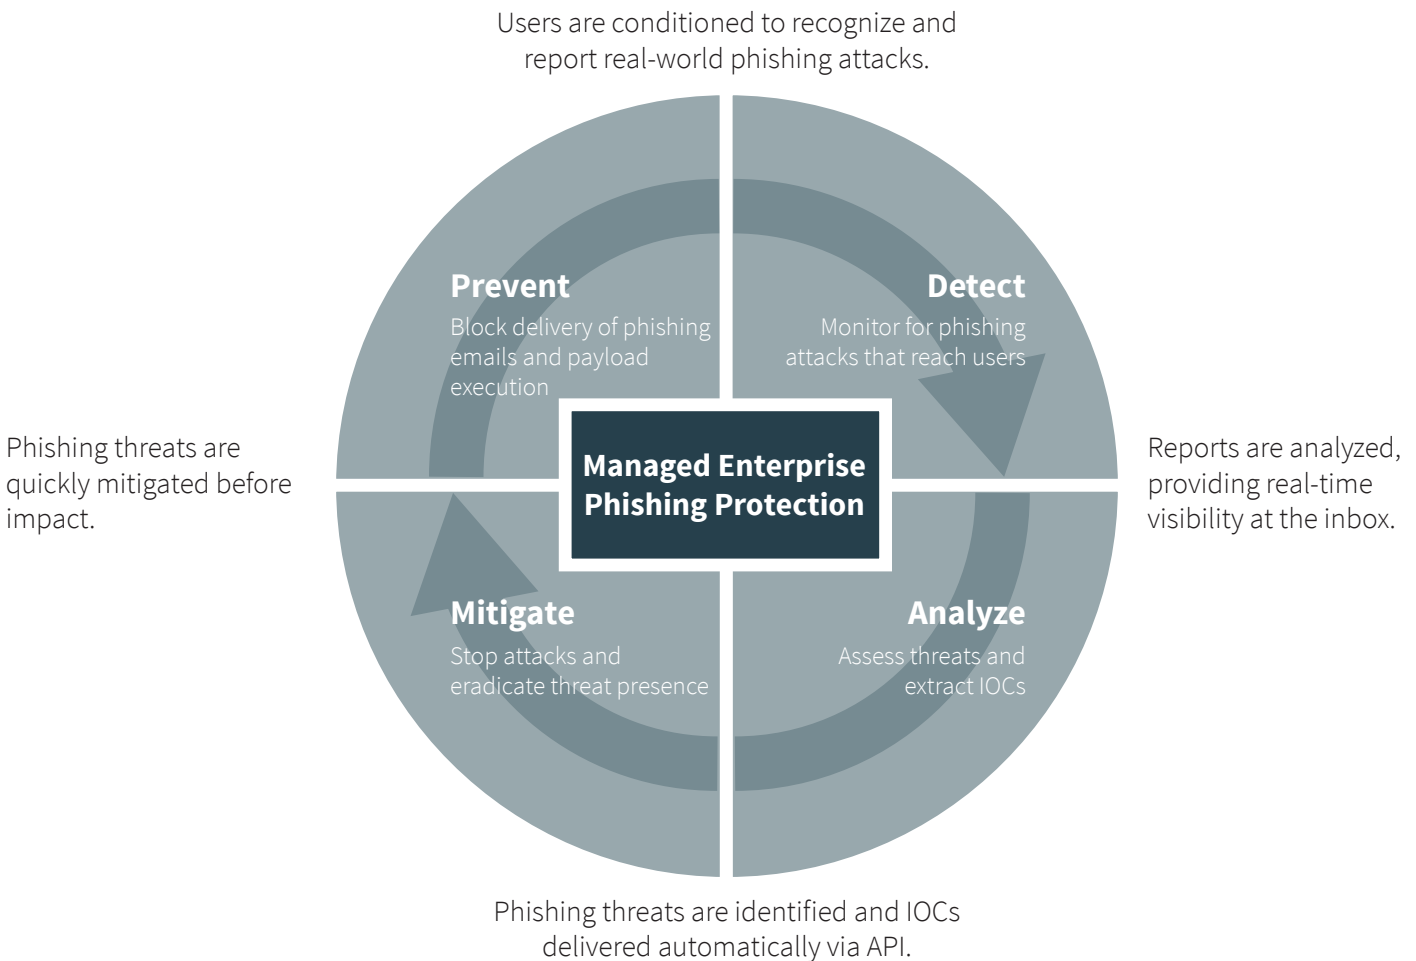 Users are conditioned to recognize and
report real-world phishing attacks.
Prevent
Block delivery of phishing
emails and payload
execution
Detect
Monitor for phishing
attacks that reach users
Phishing threats are
quickly mitigated before
impact.
Managed Enterprise
Phishing Protection
Reports are analyzed,
providing real-time
visibility at the inbox.
Mitigate
Stop attacks and
eradicate threat presence
Analyze
Assess threats and
extract IOCs
Phishing threats are identified and IOCs
delivered automatically via API.